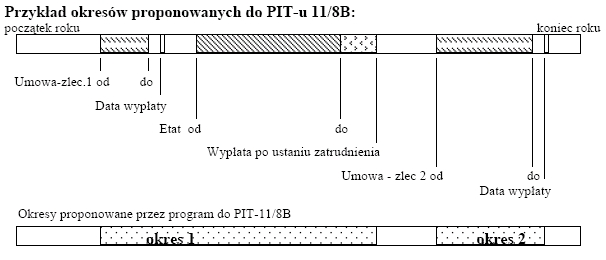 Przykład okresów proponowanych do PIT-u 11/8B:
początek roku koniec roku
Umowa-zlec.1 od do
Data wypłaty
Etat od do
Wypłata po ustaniu zatrudnienia
Umowa - zlec 2 od do
Data wypłaty
Okresy proponowane przez program do PIT-11/8B
okres 1 okres 2